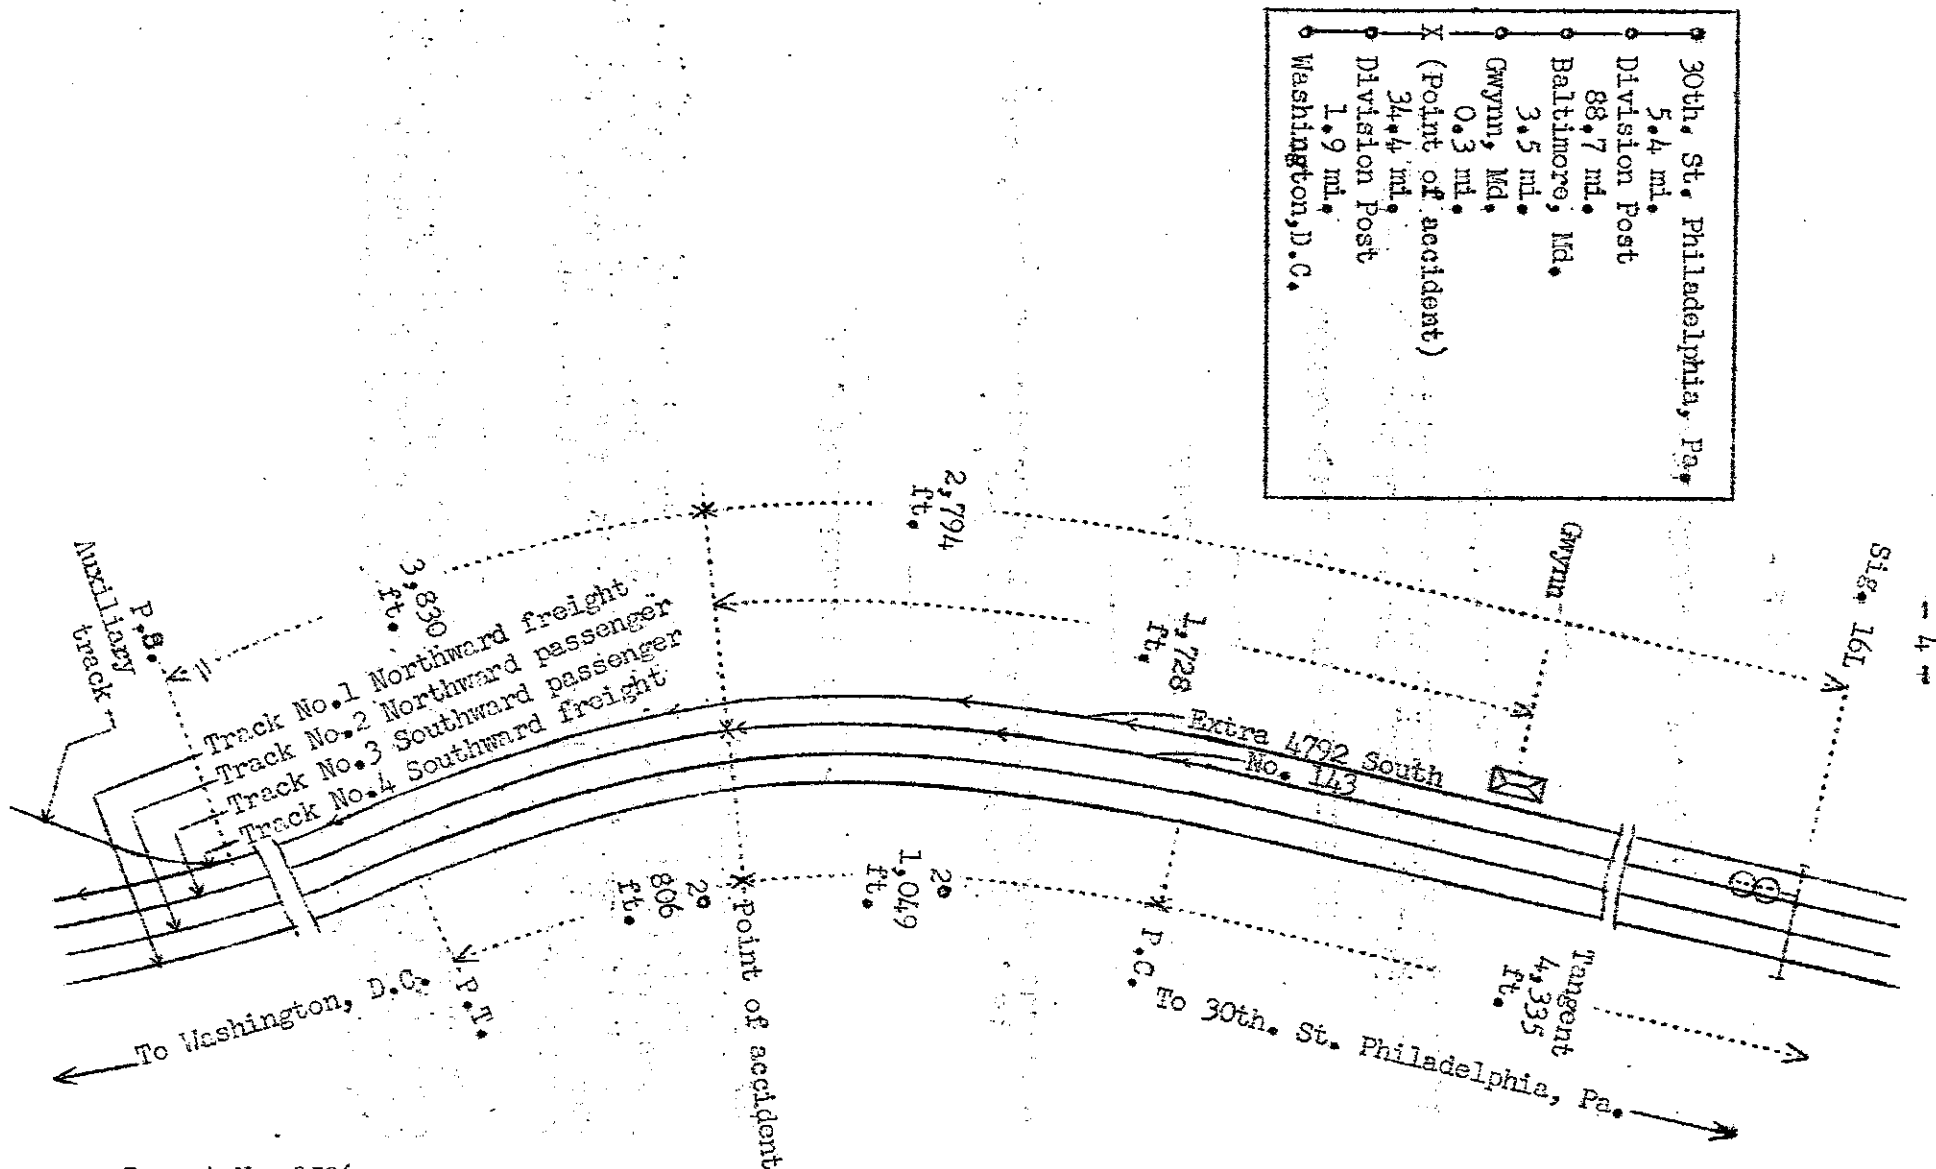 - 4 -
30th. St. Philadelphia, Pa.
5.4 mi.
Division Post
88.7 mi.
Baltimore, Md.
3.5 mi.
Gwynn, Md.
0.3 mi.
X (Point of accident)
34.4 mi.
Division Post
1.9 mi.
Washington, D.C.
Sig. 16L
Gwynn
2,794
ft.
1,728
ft.
3,830
ft.
P.S.
Auxiliary
track
Track No.1 Northward freight
Track No.2 Northward passenger
Track No.3 Southward passenger
Track No.4 Southward freight
Extra 4792 South
No. 143
2°
1,049
ft.
2°
806
ft.
Point of accident
P.C.
P.T.
Tangent
4,335
ft.
To Washington, D.C.
To 30th. St. Philadelphia, Pa.